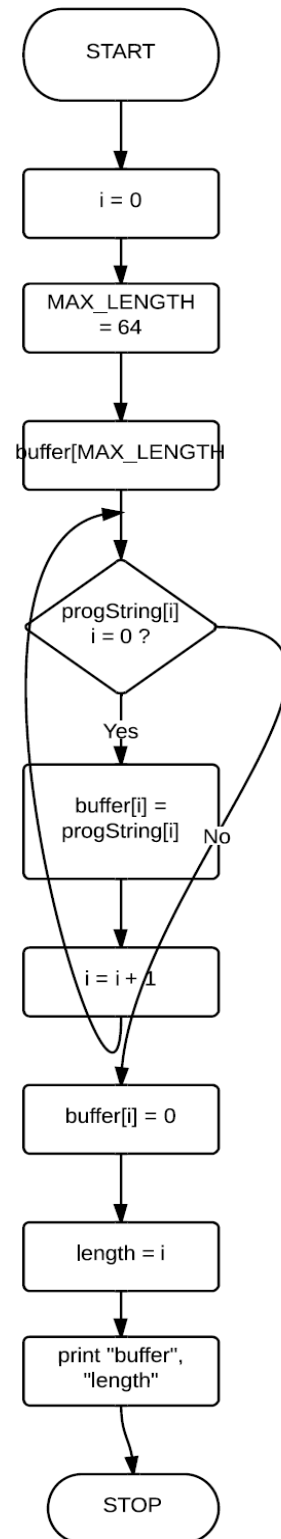 START
i = 0
MAX_LENGTH
= 64
buffer[MAX_LENGTH
progString[i]
i = 0 ?
Yes
buffer[i] =
progString[i]
No
i = i + 1
buffer[i] = 0
length = i
print "buffer",
"length"
STOP